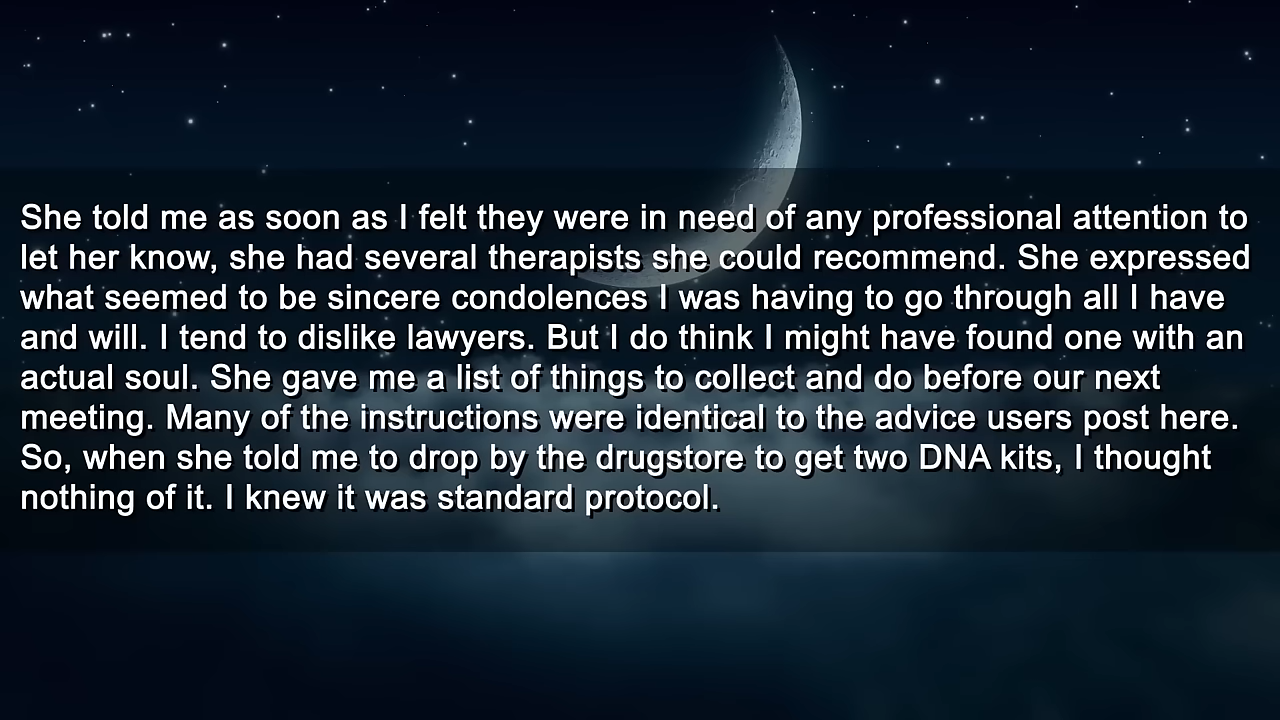 She told me as soon as I felt they were in need of any professional attention to
let her know, she had several therapists she could recommend. She expressed
what seemed to be sincere condolences I was having to go through all I have
and will. I tend to dislike lawyers. But I do think I might have found one with an
actual soul. She gave me a list of things to collect and do before our next
meeting. Many of the instructions were identical to the advice users post here.
So, when she told me to drop by the drugstore to get two DNA kits, I thought
nothing of it. I knew it was standard protocol.